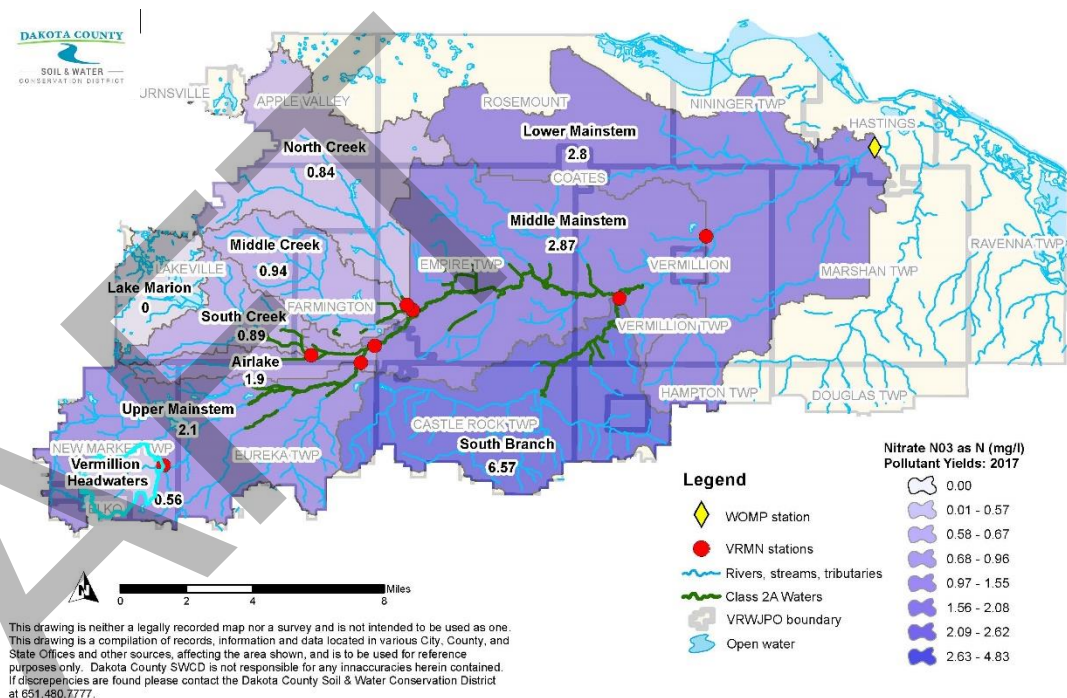 DAKOTA COUNTY
SOIL & WATER
CONSERVATION DISTRICT
URNSVILLE
APPLE VALLEY
ROSEMOUNT
NININGER TWP
HASTINGS
Lower Mainstem
2.8
North Creek
0.84
COATES
Middle Mainstem
2.87
Middle Creek
0.94
EMPIRE TWP
VERMILLION
RAVENNA TWP
LAKEVILLE
MARSHAN TWP
Lake Marion
0
FARMINGTON
South Creek
0.89
VERMILLION TWP
Airlake
1.9
HAMPTON TWP
DOUGLAS TWP
Upper Mainstem
2.1
CASTLE ROCK TWP
South Branch
6.57
NEW MARKET TWP
EUREKA TWP
Vermillion
Headwaters
0.56
ELKO
Legend
WOMP station
VRMN stations
Rivers, streams, tributaries
Class 2A Waters
VRWJPO boundary
Open water
Nitrate N03 as N (mg/l)
Pollutant Yields: 2017
0.00
0.01 - 0.57
0.58 - 0.67
0.68 - 0.96
0.97 - 1.55
1.56 - 2.08
2.09 - 2.62
2.63 - 4.83
N
Miles
0 2 4 8
This drawing is neither a legally recorded map nor a survey and is not intended to be used as one.
This drawing is a compilation of records, information and data located in various City, County, and
State Offices and other sources, affecting the area shown, and is to be used for reference
purposes only. Dakota County SWCD is not responsible for any innaccuracies herein contained.
If discrepancies are found please contact the Dakota County Soil & Water Conservation District
at 651.480.7777.